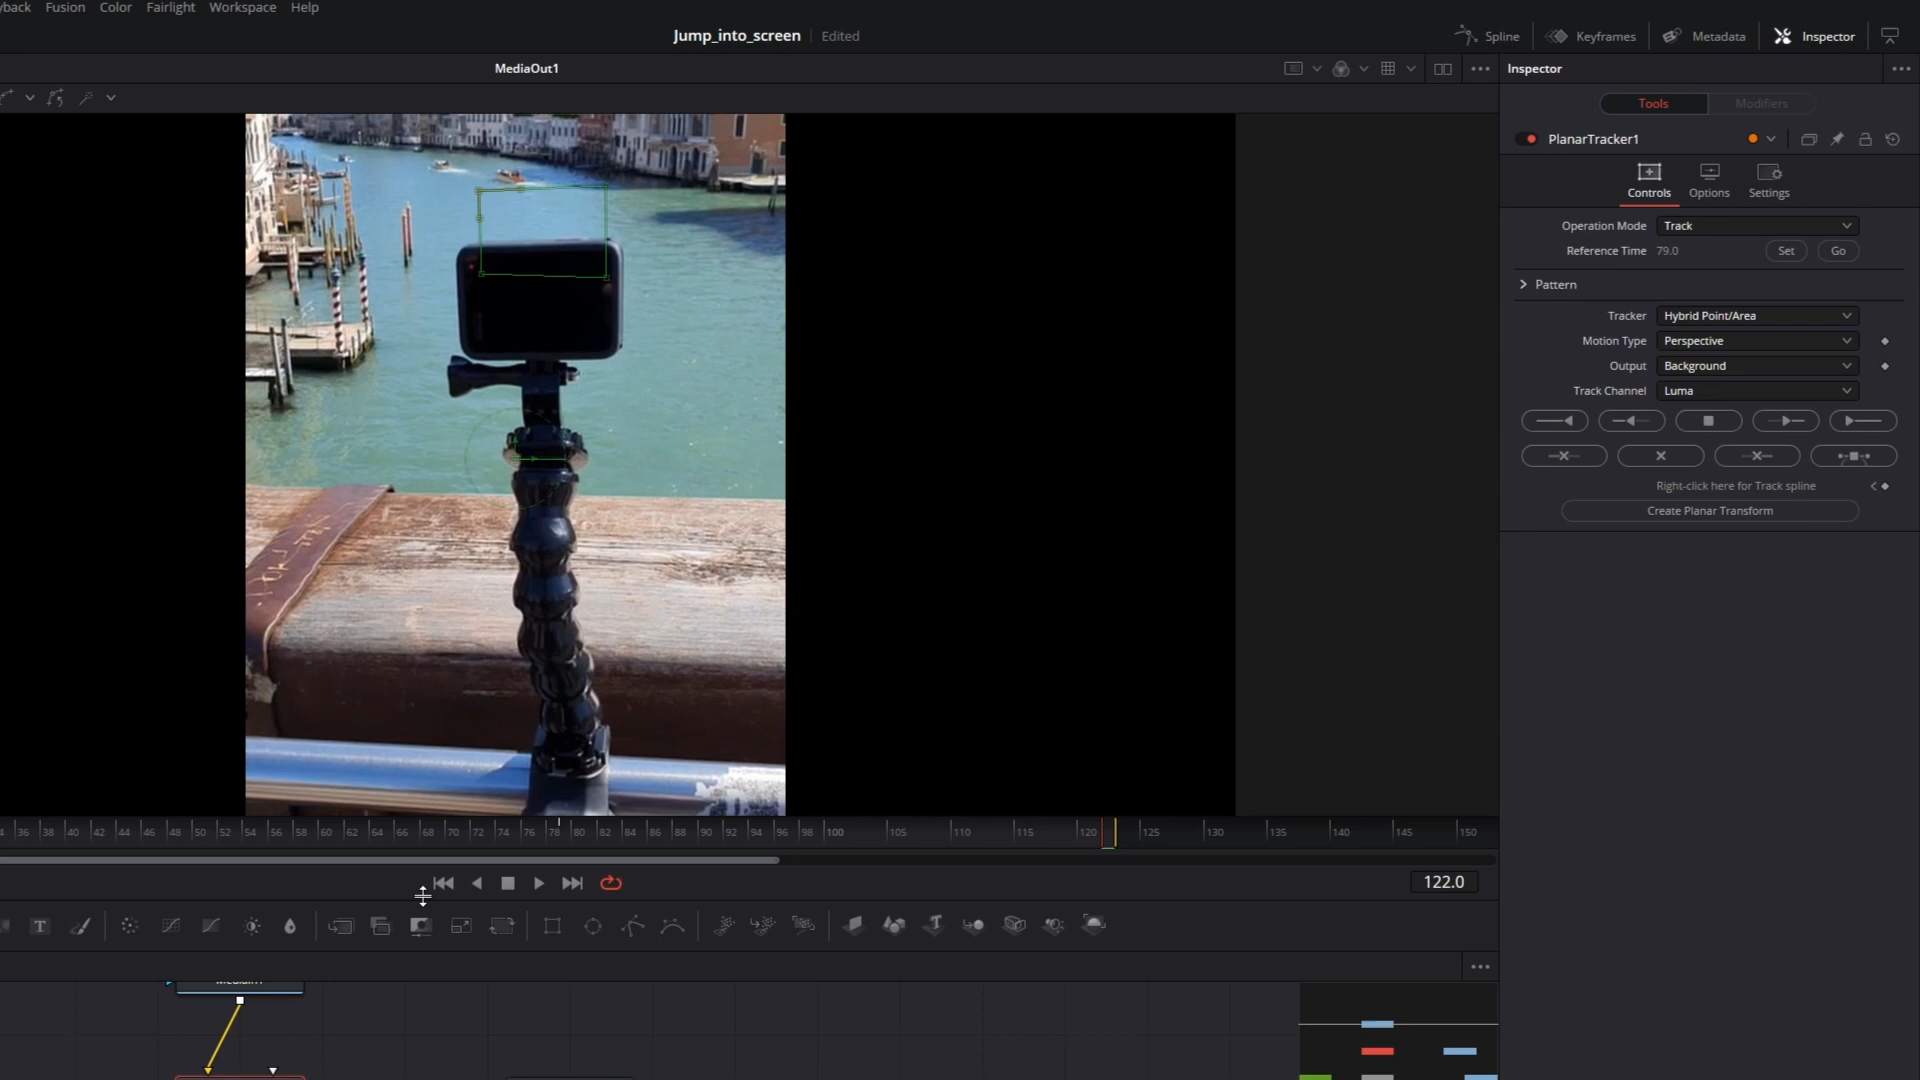 yback Fusion Color Fairlight Workspace Help
Jump_into_screen Edited
Spline Keyframes Metadata Inspector
MediaOut1
Inspector
Tools Modifiers
PlanarTracker1
Controls Options Settings
Operation Mode Track
Reference Time 79.0 Set Go
Pattern
Tracker Hybrid Point/Area
Motion Type Perspective
Output Background
Track Channel Luma
Right-click here for Track spline
Create Planar Transform
36 38 40 42 44 46 48 50 52 54 56 58 60 62 64 66 68 70 72 74 76 78 80 82 84 86 88 90 92 94 96 98 100 105 110 115 120 125 130 135 140 145 150
122.0
T